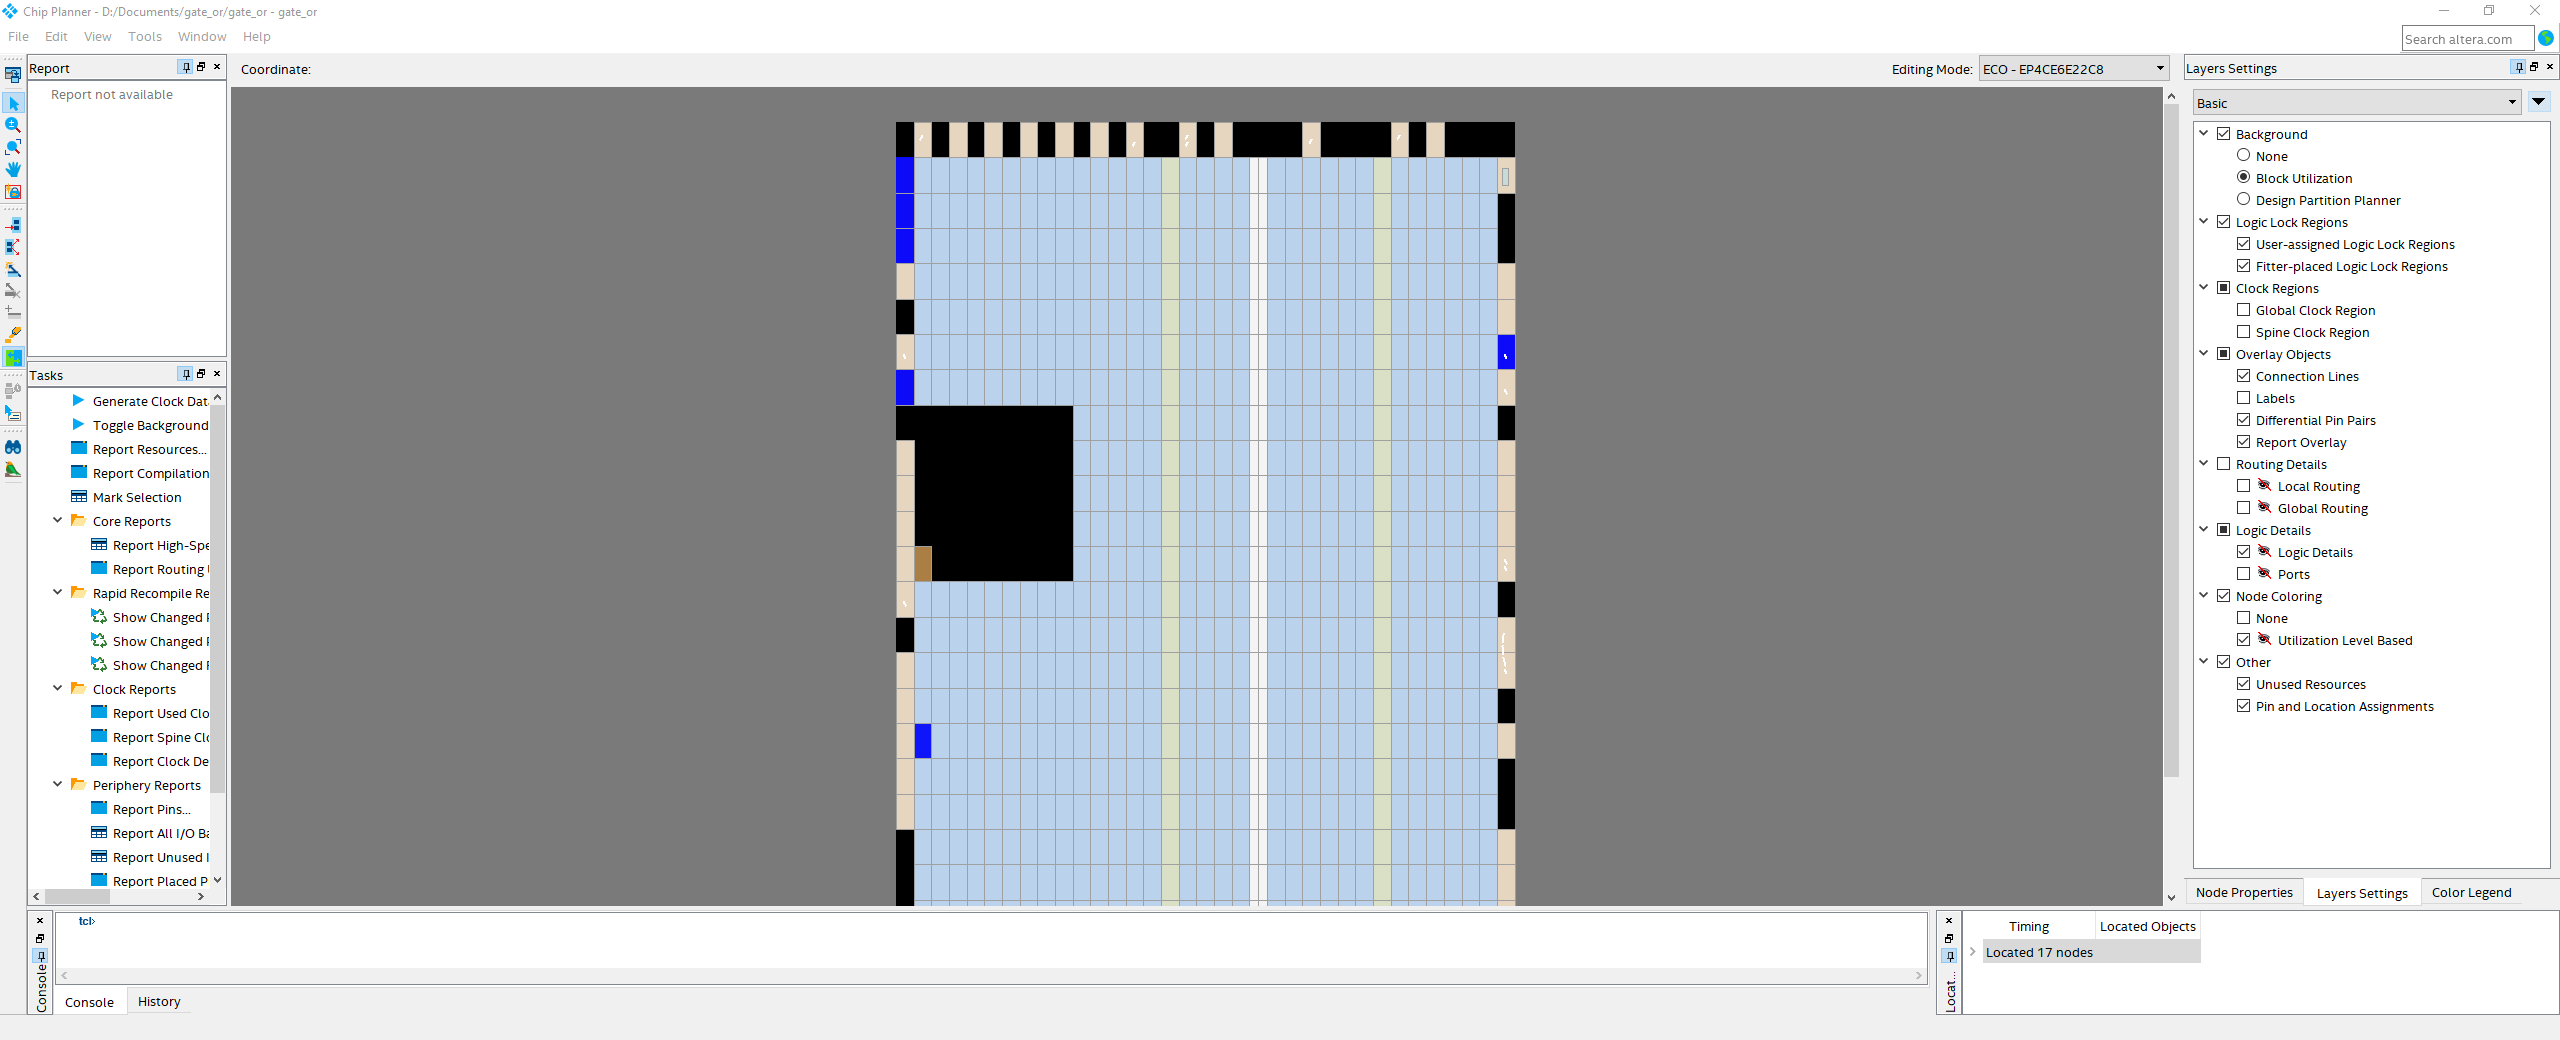 Chip Planner - D:/Documents/gate_or/gate_or - gate_or
File Edit View Tools Window Help
Search altera.com
Report
Report not available
Coordinate:
Editing Mode: ECO - EP4CE6E22C8
Tasks
Generate Clock Dat
Toggle Background
Report Resources...
Report Compilation
Mark Selection
Core Reports
Report High-Spe
Report Routing
Rapid Recompile Re
Show Changed
Show Changed
Show Changed
Clock Reports
Report Used Clo
Report Spine Clo
Report Clock De
Periphery Reports
Report Pins...
Report All I/O Ba
Report Unused I
Report Placed P
Layers Settings
Basic
Background
None
Block Utilization
Design Partition Planner
Logic Lock Regions
User-assigned Logic Lock Regions
Fitter-placed Logic Lock Regions
Clock Regions
Global Clock Region
Spine Clock Region
Overlay Objects
Connection Lines
Labels
Differential Pin Pairs
Report Overlay
Routing Details
Local Routing
Global Routing
Logic Details
Logic Details
Ports
Node Coloring
None
Utilization Level Based
Other
Unused Resources
Pin and Location Assignments
Node Properties Layers Settings Color Legend
Console
tcl>
Console History
Locat...
Timing Located Objects
Located 17 nodes